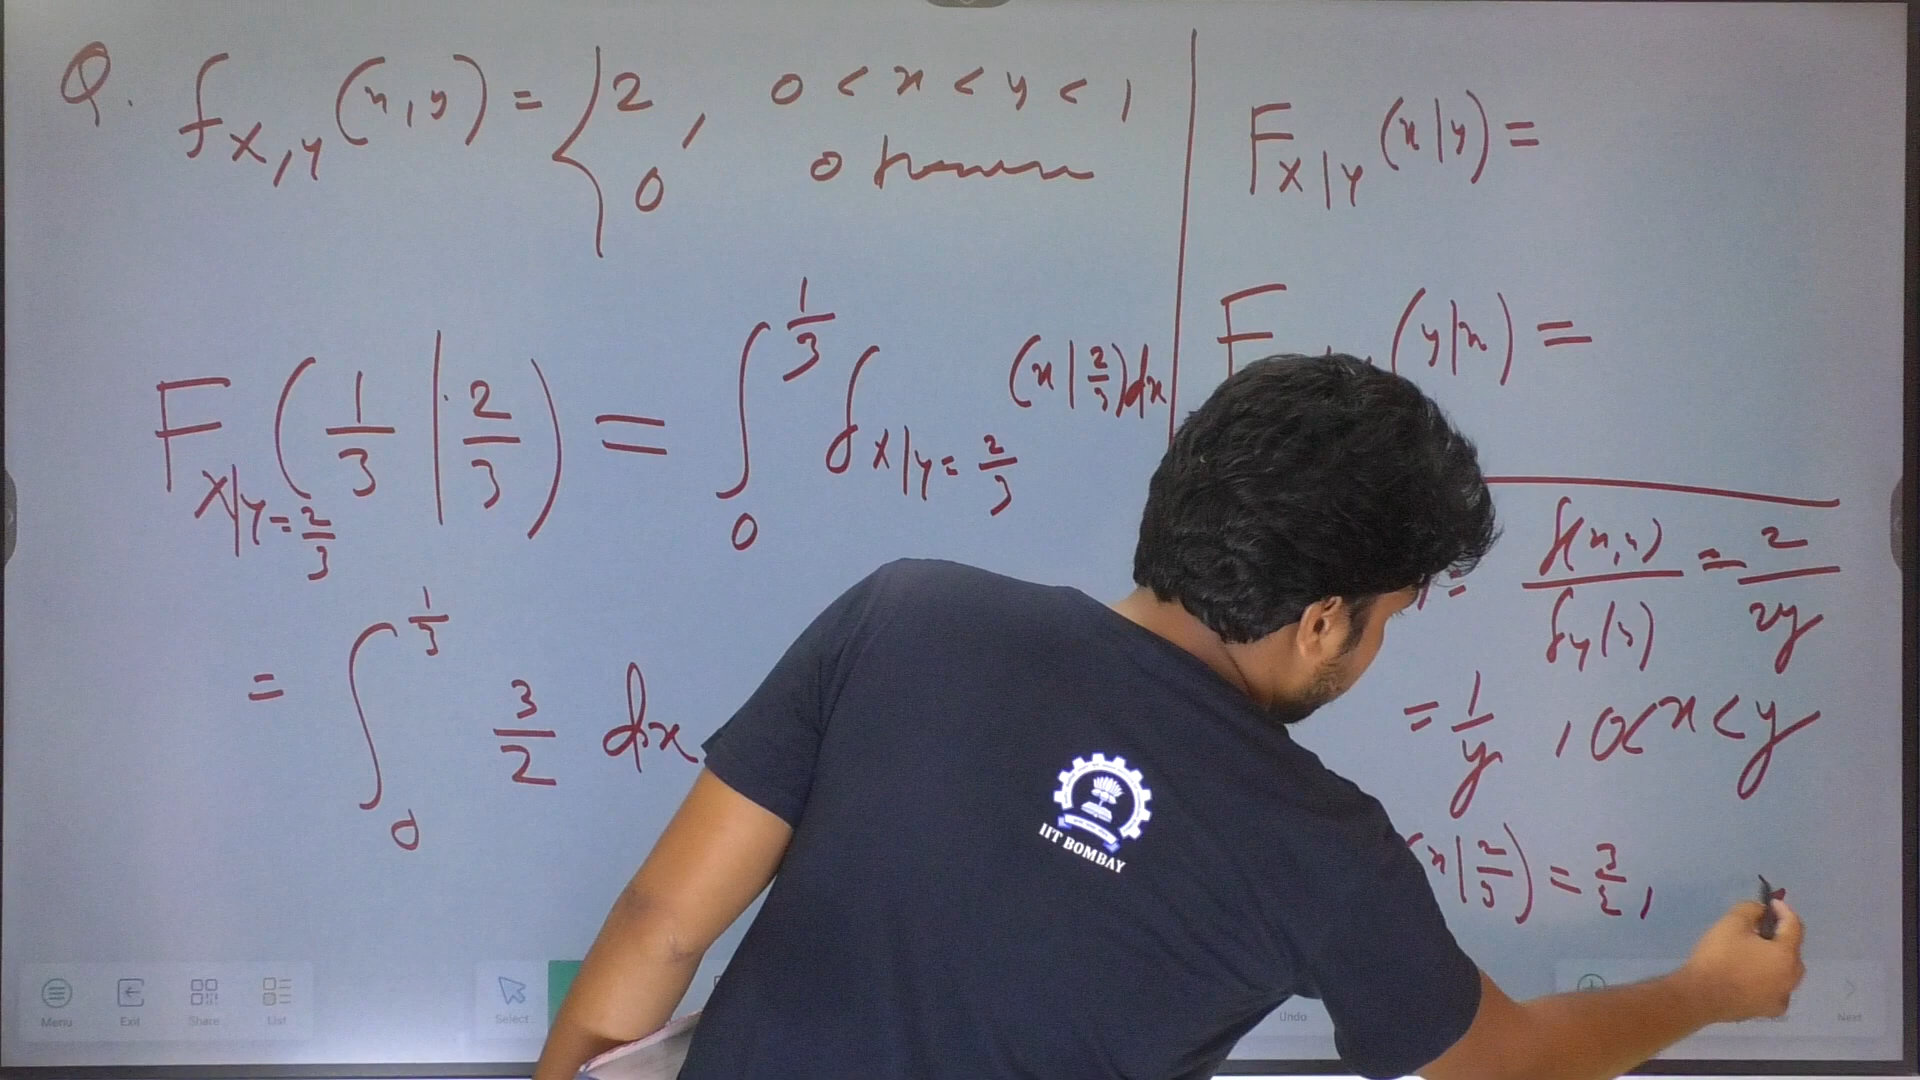 Q. f_{X,Y}(x,y) = { 2, 0 < x < y < 1
0 otherwise
F_{X|Y=2/3}(1/3 | 2/3) = ∫_0^{1/3} f_{X|Y=2/3}(x | 2/3) dx
= ∫_0^{1/3} 3/2 dx
F_{X|Y}(x|y) =
F (y|x) =
= f(x,y)/f_Y(y) = 2/2y
= 1/y , 0 < x < y
(x | 2/3) = 3/2 ,
IIT BOMBAY
Menu
Exit
Share
List
Select
Undo
Next